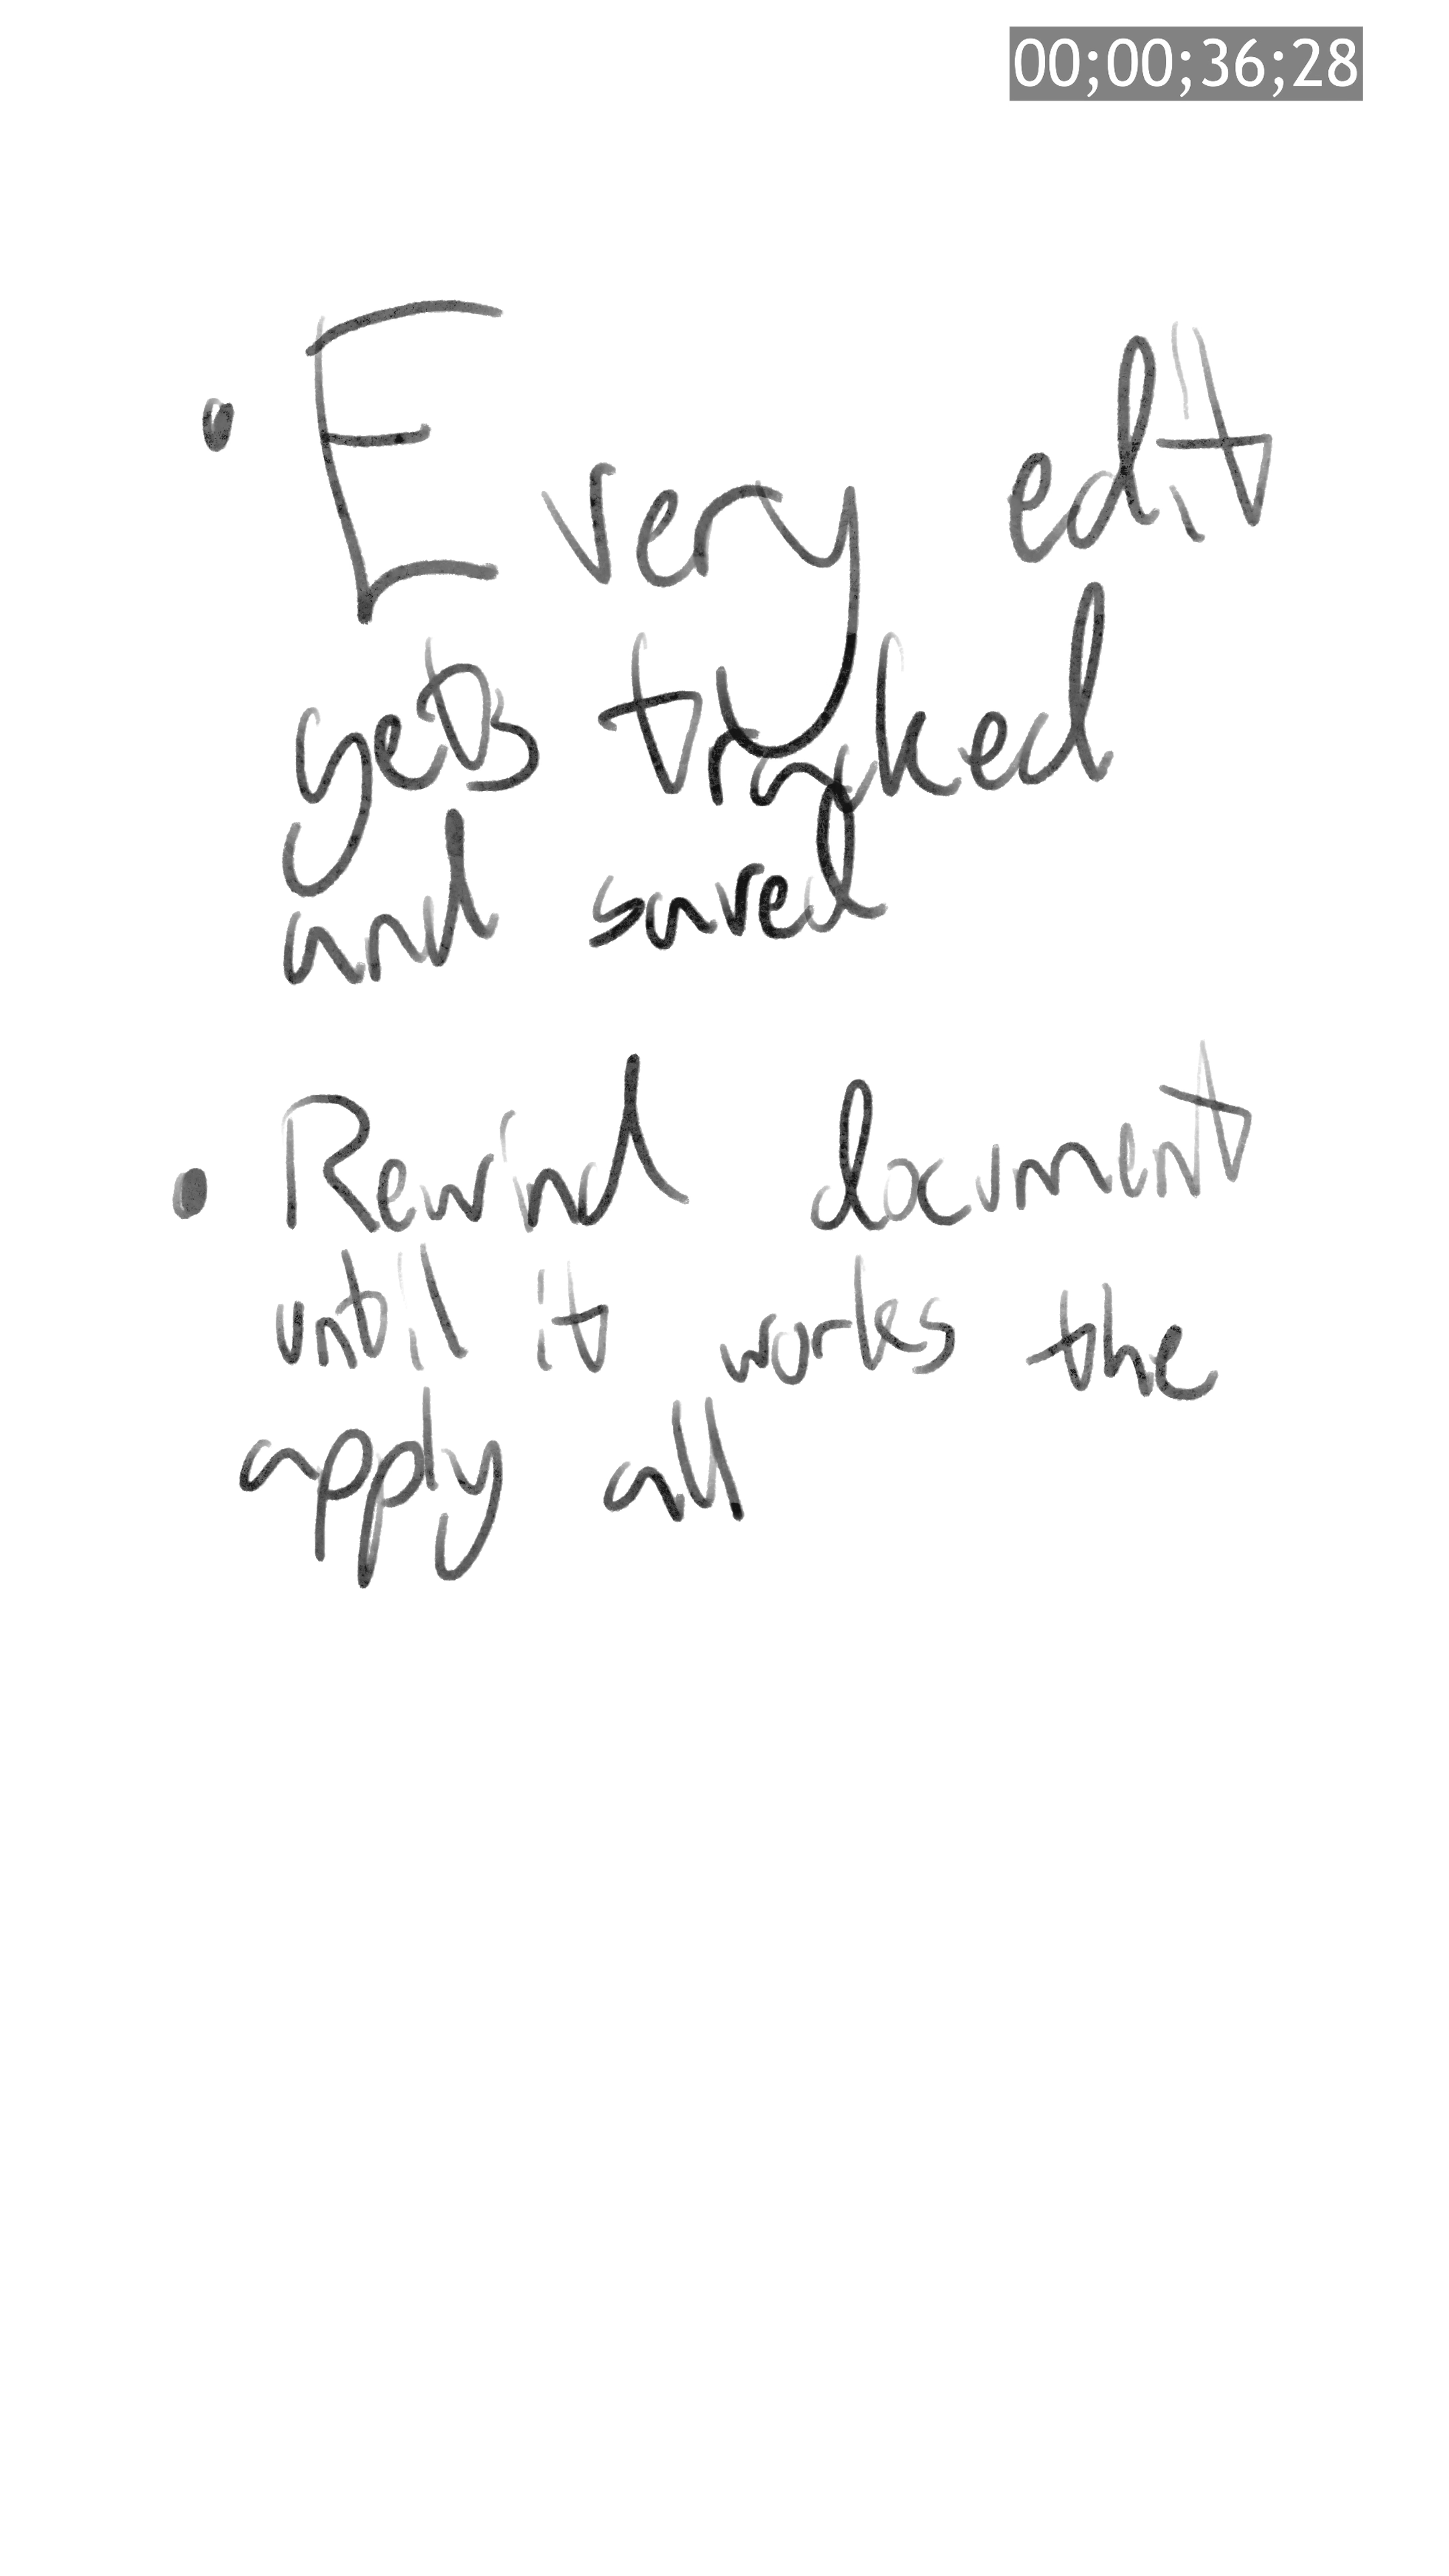 00;00;36;28
• Every edit
gets tracked
and saved
• Rewind document
until it works the
apply all